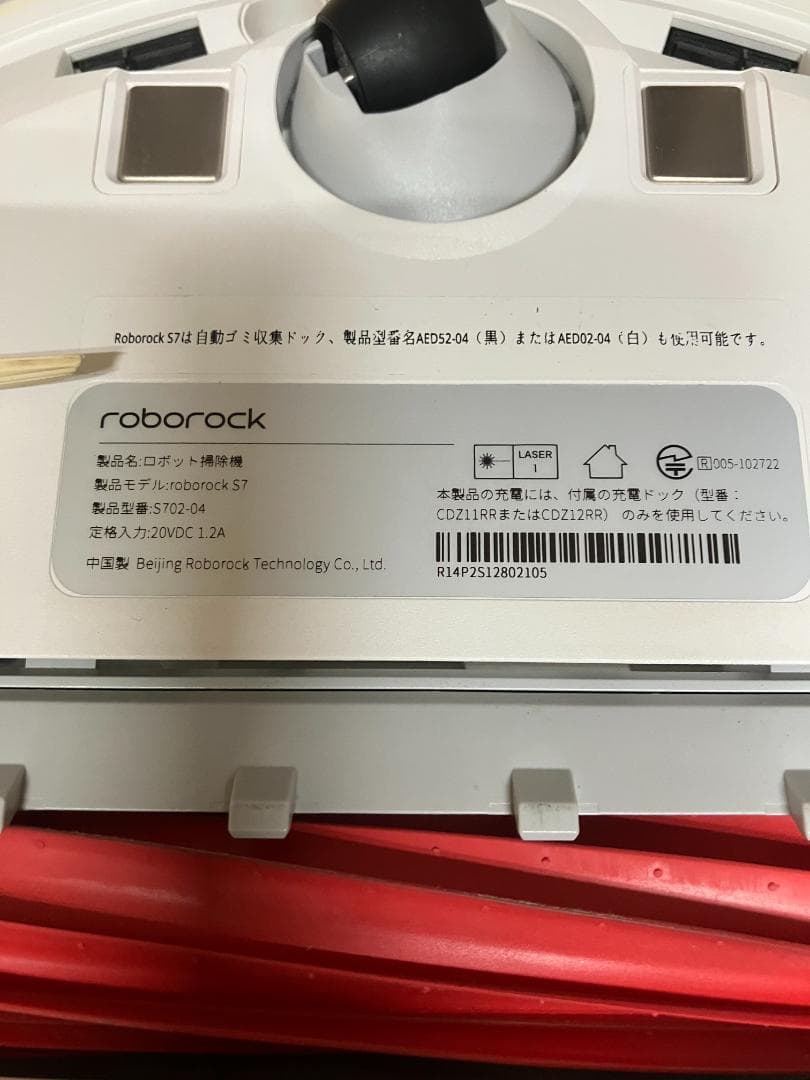 Roborock S7は自動ゴミ収集ドック、製品型番名AED52-04（黒）またはAED02-04（白）も使用可能です。
roborock
製品名:ロボット掃除機
製品モデル:roborock S7
製品型番:S702-04
定格入力:20VDC 1.2A
中国製 Beijing Roborock Technology Co., Ltd.
LASER
1
R 005-102722
本製品の充電には、付属の充電ドック（型番：
CDZ11RRまたはCDZ12RR）のみを使用してください。
R14P2S12802105